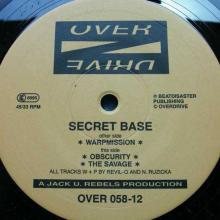 OVER
DRIVE
45/33 RPM
℗ BEATDISASTER
PUBLISHING
© OVERDRIVE
SECRET BASE
other side
* WARPMISSION *
this side
* OBSCURITY *
* THE SAVAGE *
ALL TRACKS W + P BY REVIL-O AND N. RUZICKA
A JACK U. REBELS PRODUCTION
OVER 058-12